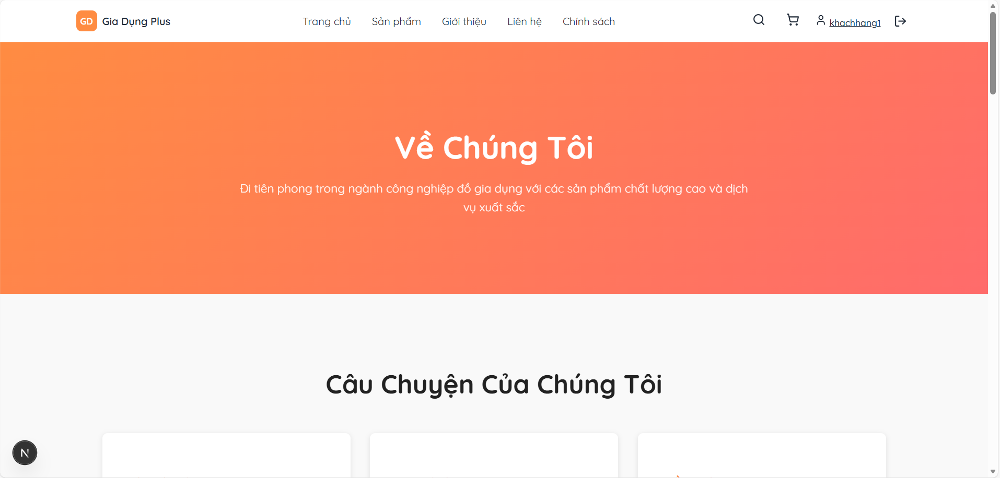 GD Gia Dụng Plus Trang chủ Sản phẩm Giới thiệu Liên hệ Chính sách khachhang1
Về Chúng Tôi
Đi tiên phong trong ngành công nghiệp đồ gia dụng với các sản phẩm chất lượng cao và dịch
vụ xuất sắc
Câu Chuyện Của Chúng Tôi
N